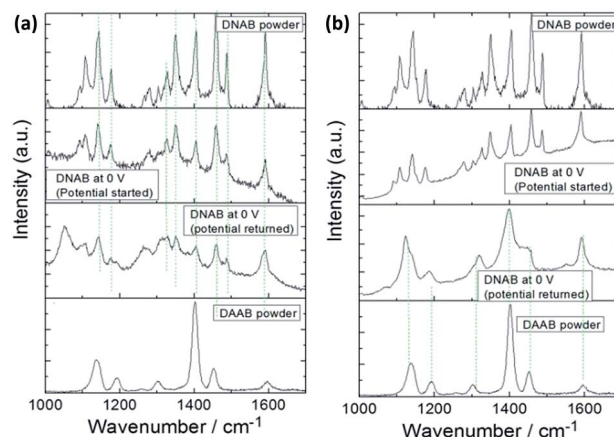 (a)
DNAB powder
DNAB at 0 V
(Potential started)
DNAB at 0 V
(potential returned)
DAAB powder
Intensity (a.u.)
1000 1200 1400 1600
Wavenumber / cm⁻¹
(b)
DNAB powder
DNAB at 0 V
(Potential started)
DNAB at 0 V
(potential returned)
DAAB powder
Intensity (a.u.)
1000 1200 1400 1600
Wavenumber / cm⁻¹